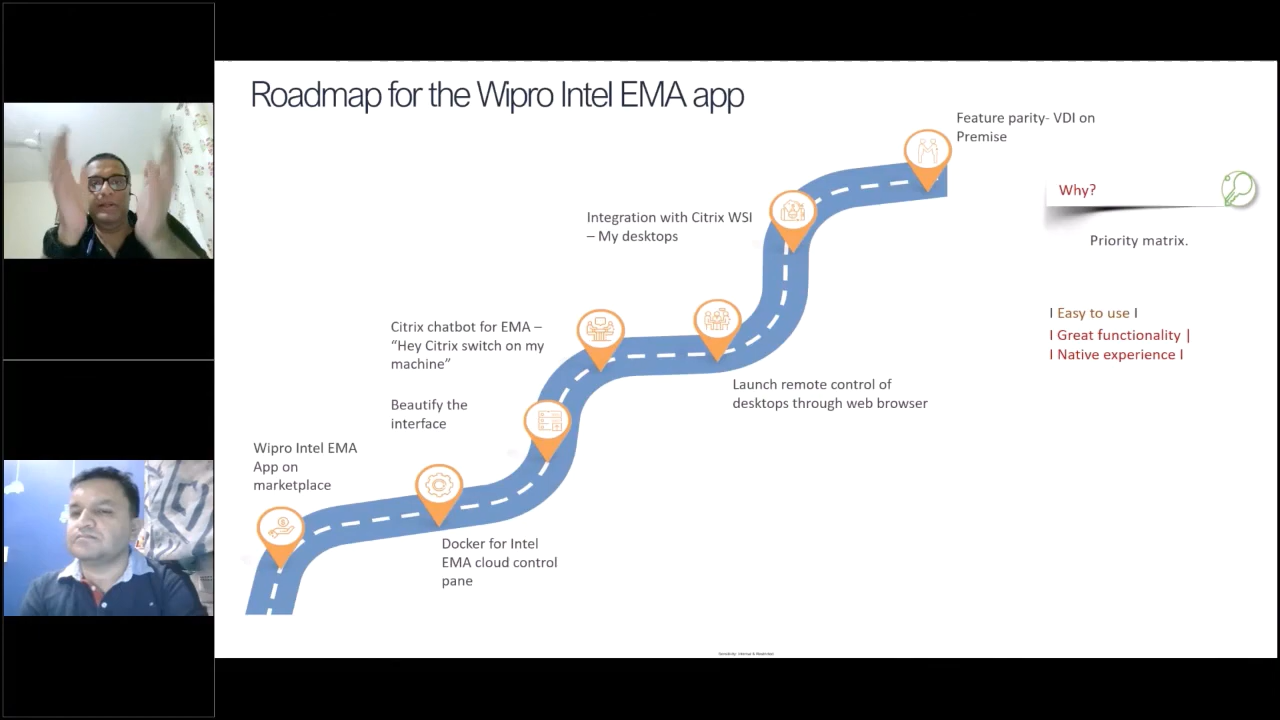 Roadmap for the Wipro Intel EMA app
Feature parity- VDI on
Premise
Why?
Priority matrix.
Integration with Citrix WSI
– My desktops
Citrix chatbot for EMA –
“Hey Citrix switch on my
machine”
I Easy to use I
I Great functionality |
I Native experience I
Launch remote control of
desktops through web browser
Beautify the
interface
Wipro Intel EMA
App on
marketplace
Docker for Intel
EMA cloud control
pane
Sensitivity: Internal & Restricted